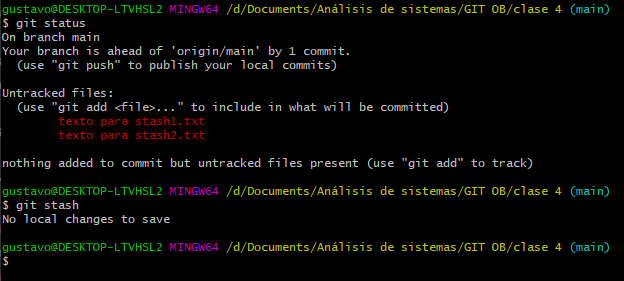 gustavo@DESKTOP-LTVHSL2 MINGW64 /d/Documents/Análisis de sistemas/GIT OB/clase 4 (main)
$ git status
On branch main
Your branch is ahead of 'origin/main' by 1 commit.
  (use "git push" to publish your local commits)

Untracked files:
  (use "git add <file>..." to include in what will be committed)
        texto para stash1.txt
        texto para stash2.txt

nothing added to commit but untracked files present (use "git add" to track)

gustavo@DESKTOP-LTVHSL2 MINGW64 /d/Documents/Análisis de sistemas/GIT OB/clase 4 (main)
$ git stash
No local changes to save

gustavo@DESKTOP-LTVHSL2 MINGW64 /d/Documents/Análisis de sistemas/GIT OB/clase 4 (main)
$